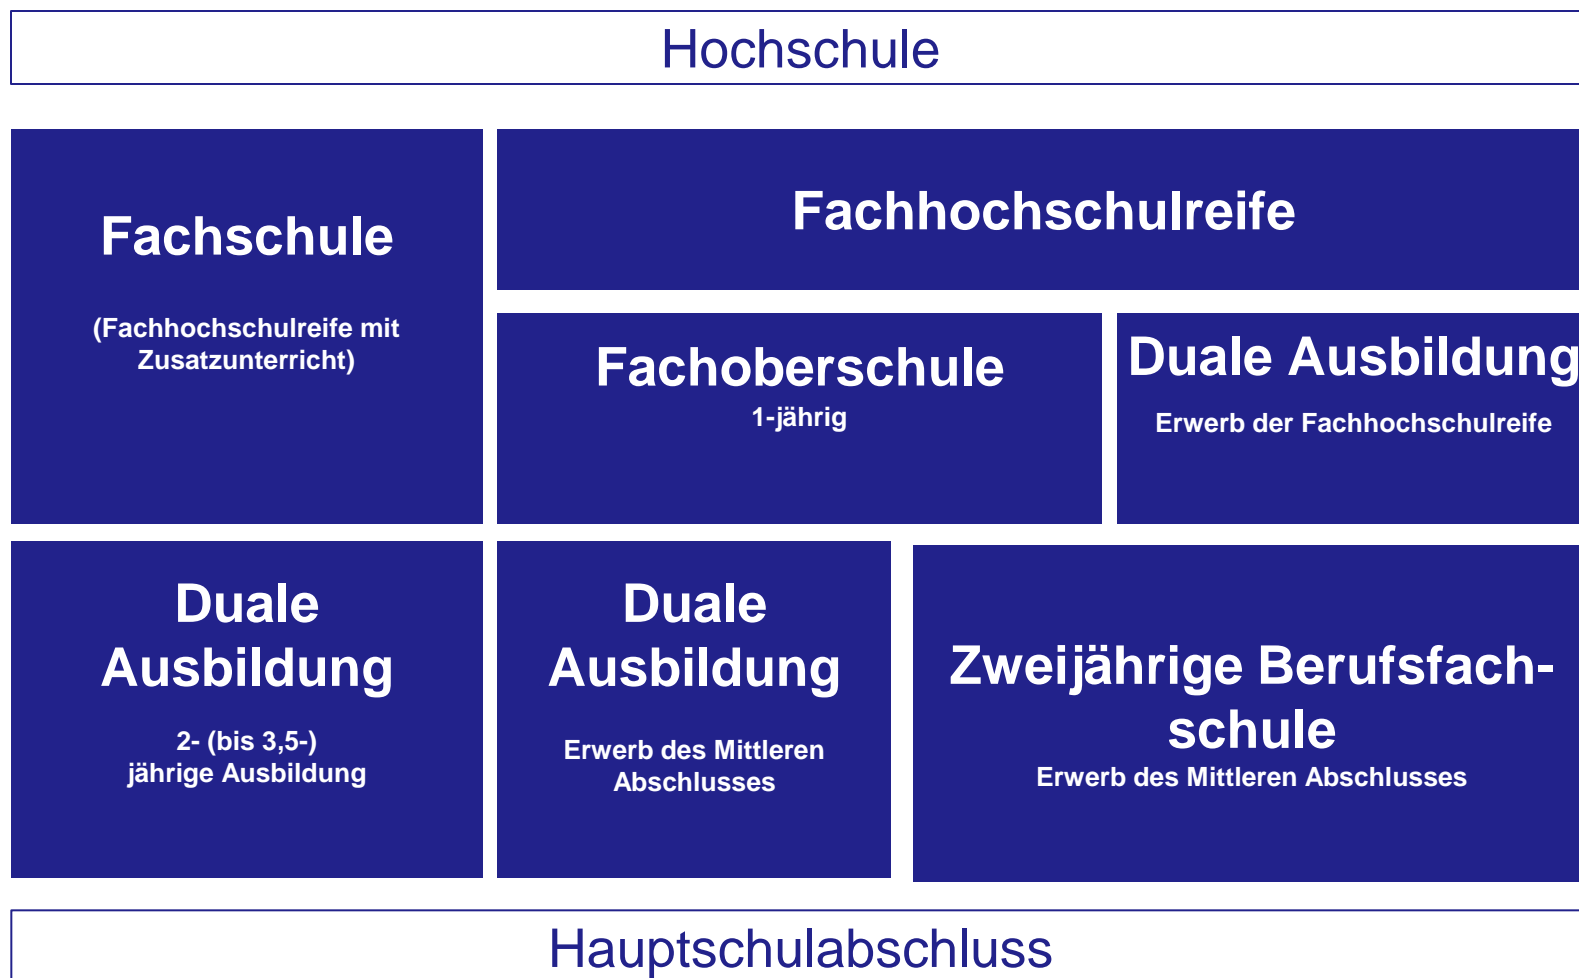 Hochschule
Fachschule
(Fachhochschulreife mit
Zusatzunterricht)
Fachhochschulreife
Fachoberschule
1-jährig
Duale Ausbildung
Erwerb der Fachhochschulreife
Duale
Ausbildung
2- (bis 3,5-)
jährige Ausbildung
Duale
Ausbildung
Erwerb des Mittleren
Abschlusses
Zweijährige Berufsfach-
schule
Erwerb des Mittleren Abschlusses
Hauptschulabschluss